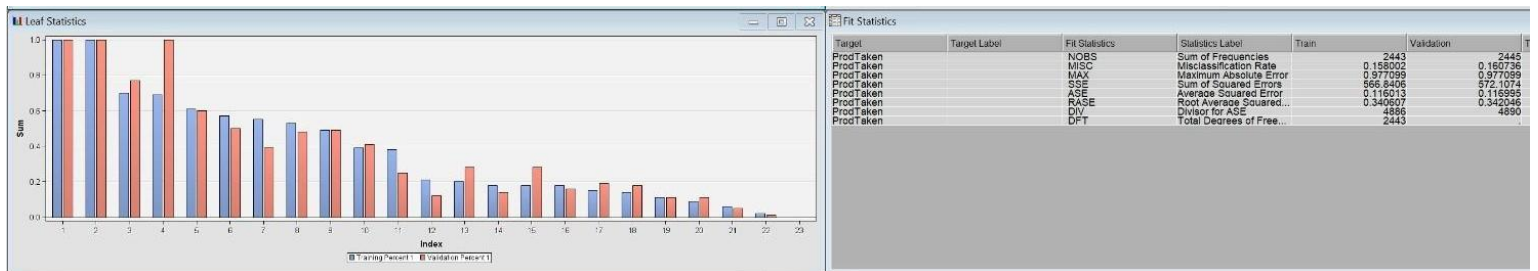 Leaf Statistics
1.0
0.8
0.6
0.4
0.2
0.0
Sum
1 2 3 4 5 6 7 8 9 10 11 12 13 14 15 16 17 18 19 20 21 22 23
Index
Training Percent 1 Validation Percent 1
Fit Statistics
Target Target Label Fit Statistics Statistics Label Train Validation T
ProdTaken NOBS Sum of Frequencies 2443 2445
ProdTaken MISC Misclassification Rate 0.158002 0.160736
ProdTaken MAX Maximum Absolute Error 0.977099 0.977099
ProdTaken SSE Sum of Squared Errors 566.8406 572.1074
ProdTaken ASE Average Squared Error 0.116013 0.116995
ProdTaken RASE Root Average Squared... 0.340607 0.342046
ProdTaken DIV Divisor for ASE 4886 4890
ProdTaken DFT Total Degrees of Free... 2443 .